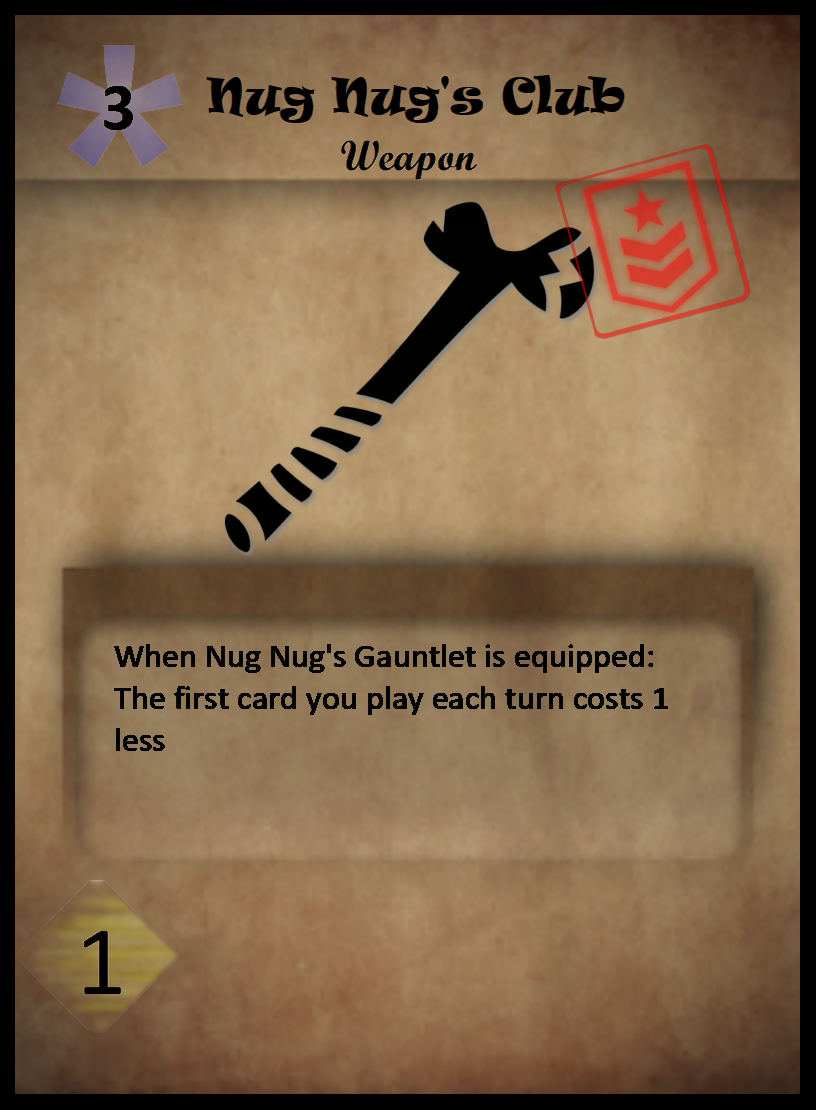 3
Nug Nug's Club
Weapon
When Nug Nug's Gauntlet is equipped:
The first card you play each turn costs 1
less
1